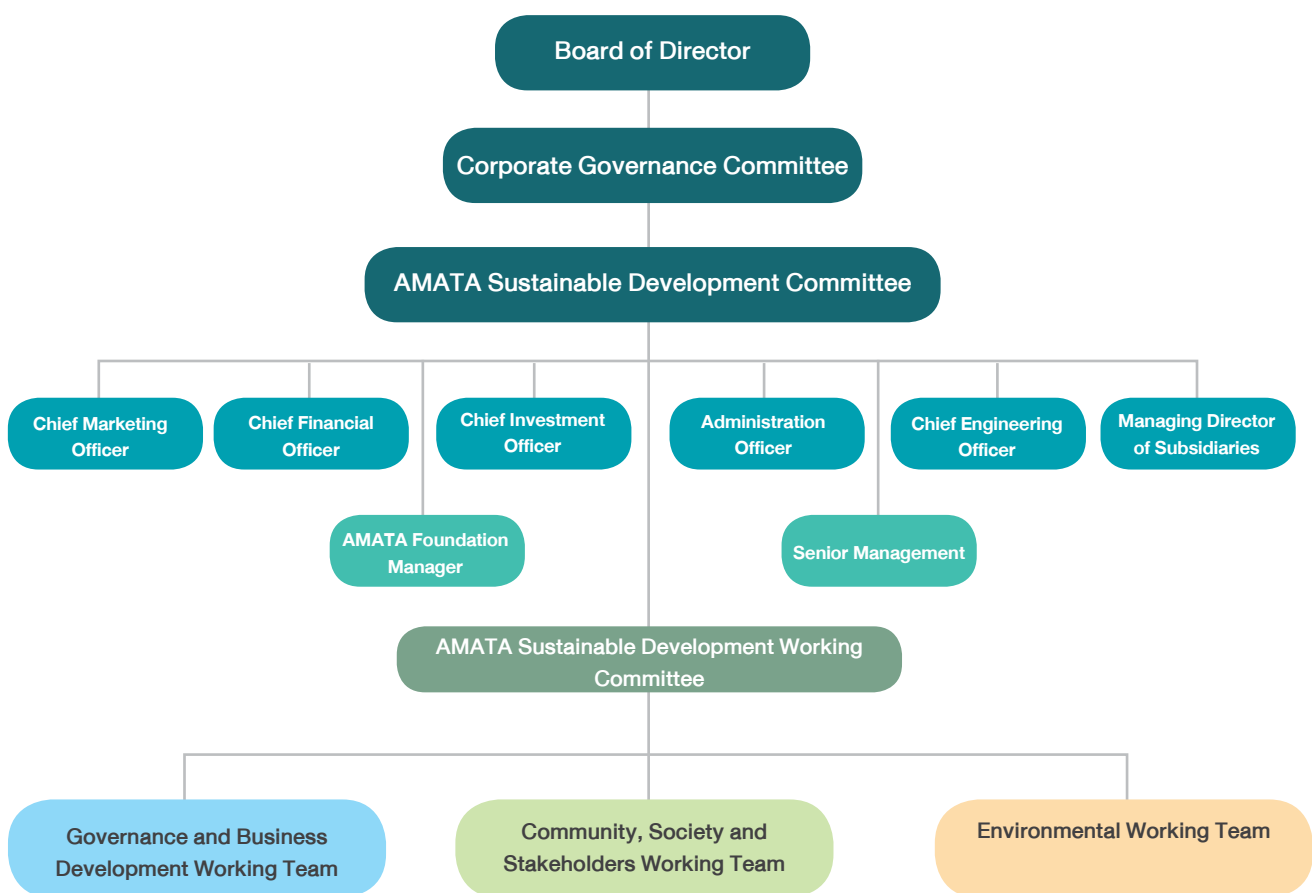 Board of Director
Corporate Governance Committee
AMATA Sustainable Development Committee
Chief Marketing
Officer
Chief Financial
Officer
Chief Investment
Officer
Administration
Officer
Chief Engineering
Officer
Managing Director
of Subsidiaries
AMATA Foundation
Manager
Senior Management
AMATA Sustainable Development Working
Committee
Governance and Business
Development Working Team
Community, Society and
Stakeholders Working Team
Environmental Working Team